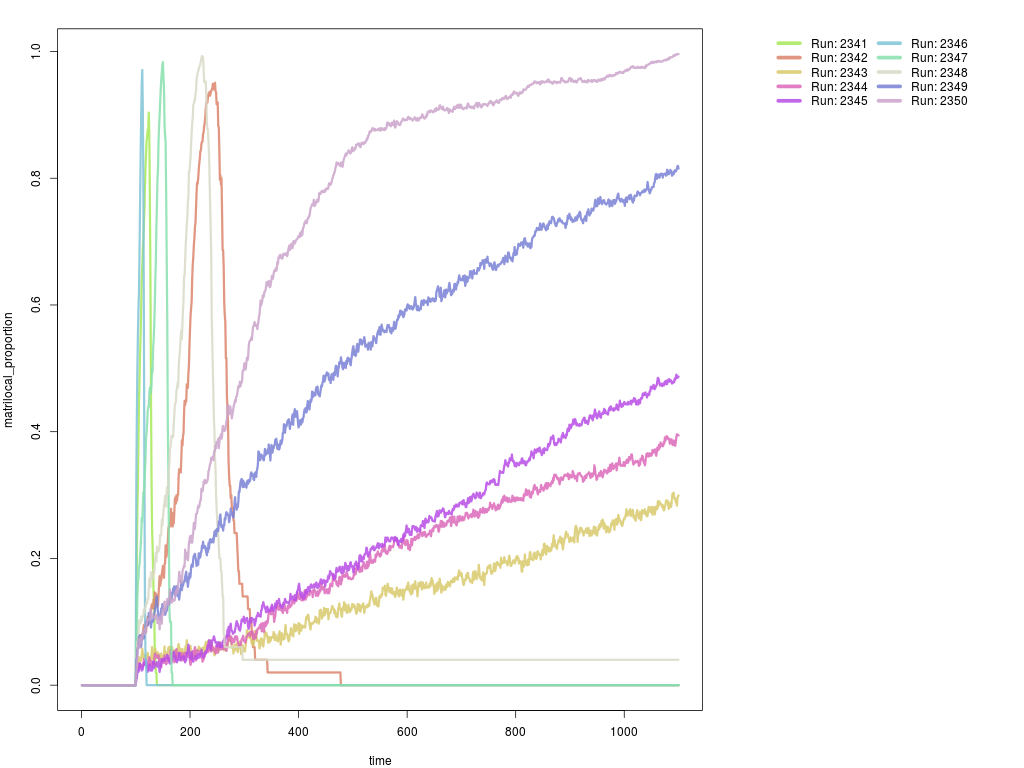 1.0
0.8
0.6
0.4
0.2
0.0
matrilocal_proportion
0 200 400 600 800 1000
time
Run: 2341 Run: 2346
Run: 2342 Run: 2347
Run: 2343 Run: 2348
Run: 2344 Run: 2349
Run: 2345 Run: 2350